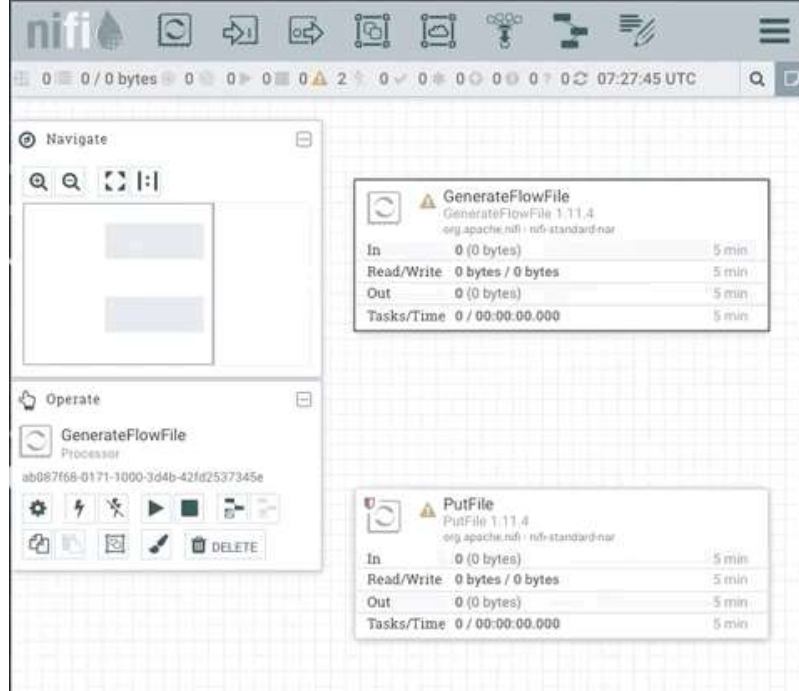 nifi
0 0 / 0 bytes 0 0 0 0 2 0 0 0 0 0 0 07:27:45 UTC
Navigate
Operate
GenerateFlowFile
Processor
ab087f68-0171-1000-3d4b-42fd2537345e
DELETE
GenerateFlowFile
GenerateFlowFile 1.11.4
org.apache.nifi - nifi-standard-nar
In 0 (0 bytes) 5 min
Read/Write 0 bytes / 0 bytes 5 min
Out 0 (0 bytes) 5 min
Tasks/Time 0 / 00:00:00.000 5 min
PutFile
PutFile 1.11.4
org.apache.nifi - nifi-standard-nar
In 0 (0 bytes) 5 min
Read/Write 0 bytes / 0 bytes 5 min
Out 0 (0 bytes) 5 min
Tasks/Time 0 / 00:00:00.000 5 min